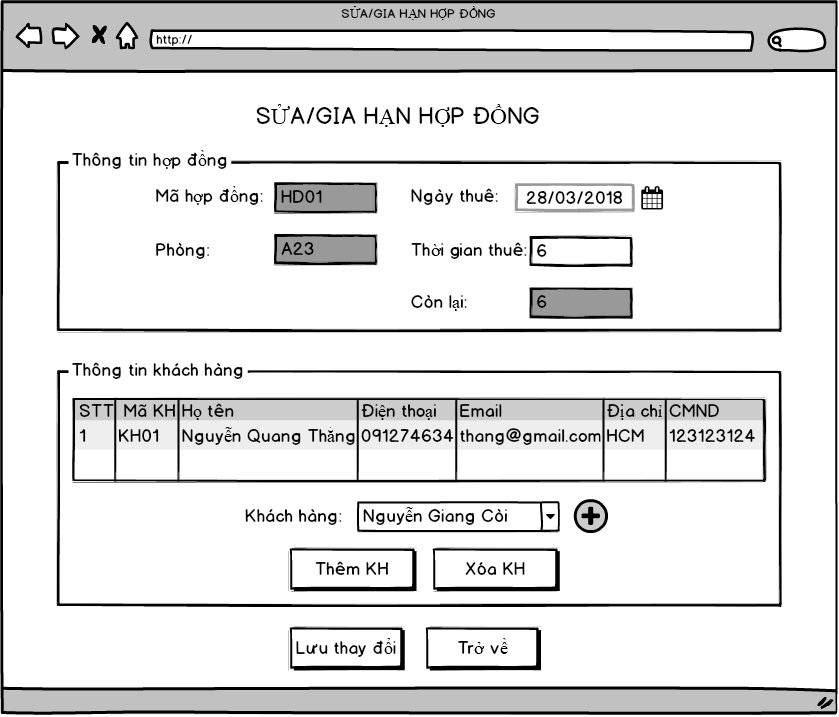 SỬA/GIA HẠN HỢP ĐỒNG
http://
SỬA/GIA HẠN HỢP ĐỒNG
Thông tin hợp đồng
Mã hợp đồng: HD01 Ngày thuê: 28/03/2018
Phòng: A23 Thời gian thuê: 6
Còn lại: 6
Thông tin khách hàng
STT Mã KH Họ tên Điện thoại Email Địa chỉ CMND
1 KH01 Nguyễn Quang Thắng 091274634 thang@gmail.com HCM 123123124
Khách hàng: Nguyễn Giang Còi
Thêm KH Xóa KH
Lưu thay đổi Trở về